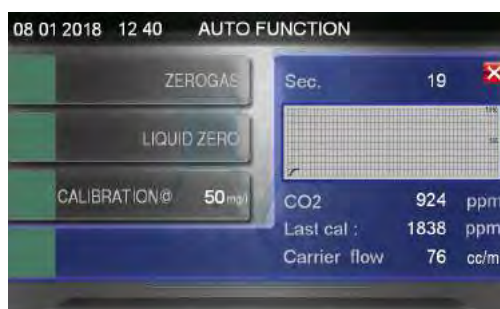 08 01 2018 12 40 AUTO FUNCTION
ZEROGAS
LIQUID ZERO
CALIBRATION@ 50 mg/l
Sec. 19
CO2 924 ppm
Last cal : 1838 ppm
Carrier flow 76 cc/m